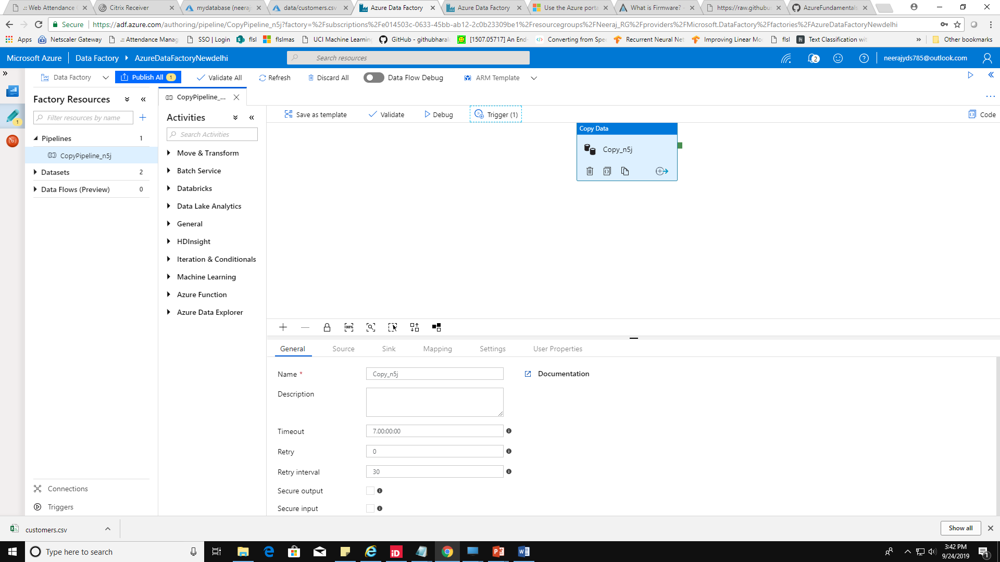 .:: Web Attendance
Citrix Receiver
mydatabase (neeraj
data/customers.csv
Azure Data Factory
Azure Data Factory
Use the Azure porta
What is Firmware? -
https://raw.githubu
AzureFundamentals
Secure
https://adf.azure.com/authoring/pipeline/CopyPipeline_n5j?factory=%2Fsubscriptions%2Fe014503c-0633-45bb-ab12-2c0b23309be1%2Fresourcegroups%2FNeeraj_RG%2Fproviders%2FMicrosoft.DataFactory%2Ffactories%2FAzureDataFactoryNewdelhi
Apps
Netscaler Gateway
.:: Attendance Manag
SSO | Login
flsl
flslmas
UCI Machine Learning
GitHub - githubhara
[1507.05717] An End-
Converting from Spe
Recurrent Neural Net
Improving Linear Mo
flsl
Text Classification wit
»
Other bookmarks
Microsoft Azure
Data Factory
AzureDataFactoryNewdelhi
Search resources
2
neerajyds785@outlook.com
Data Factory
Publish All 1
Validate All
Refresh
Discard All
Data Flow Debug
ARM Template
Factory Resources
Filter resources by name
1
Pipelines 1
CopyPipeline_n5j
Datasets 2
Data Flows (Preview) 0
Connections
Triggers
CopyPipeline_...
Activities
Search Activities
Move & Transform
Batch Service
Databricks
Data Lake Analytics
General
HDInsight
Iteration & Conditionals
Machine Learning
Azure Function
Azure Data Explorer
Save as template
Validate
Debug
Trigger (1)
Code
Copy Data
Copy_n5j
100%
General
Source
Sink
Mapping
Settings
User Properties
Name * Copy_n5j
Documentation
Description
Timeout 7.00:00:00
Retry 0
Retry interval 30
Secure output
Secure input
customers.csv
Show all
Type here to search
3:42 PM
9/24/2019
1